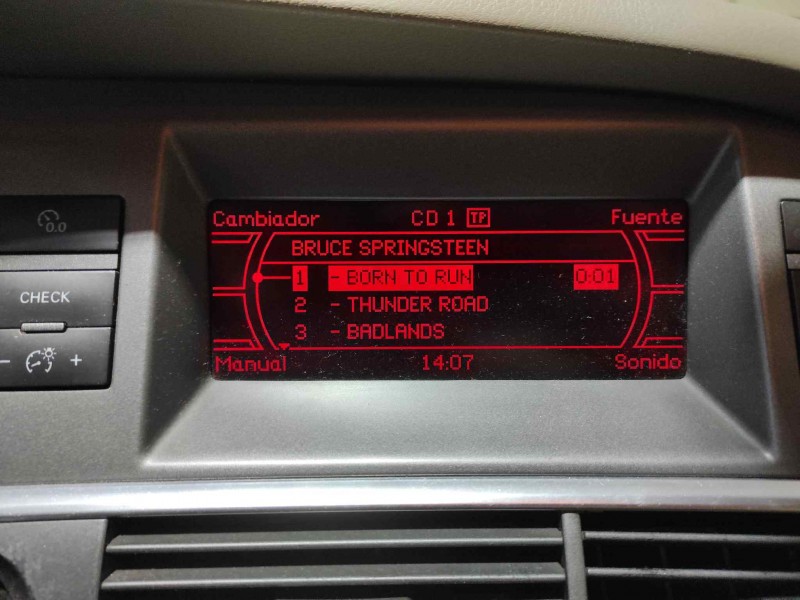 0.0
CHECK
- +
Cambiador CD 1 TP Fuente
BRUCE SPRINGSTEEN
1 - BORN TO RUN 0:01
2 - THUNDER ROAD
3 - BADLANDS
Manual 14:07 Sonido